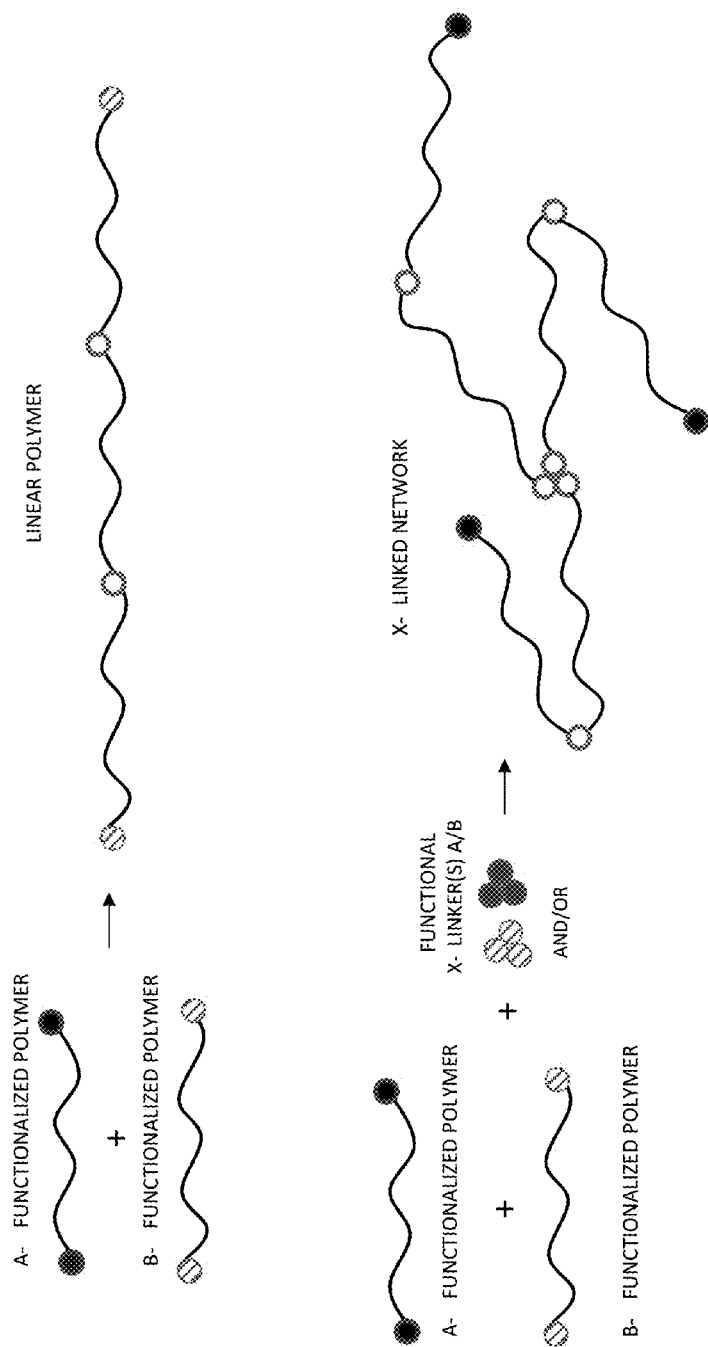 A- FUNCTIONALIZED POLYMER
+
B- FUNCTIONALIZED POLYMER
LINEAR POLYMER
A- FUNCTIONALIZED POLYMER
+
B- FUNCTIONALIZED POLYMER
+
FUNCTIONAL
X- LINKER(S) A/B
AND/OR
X- LINKED NETWORK